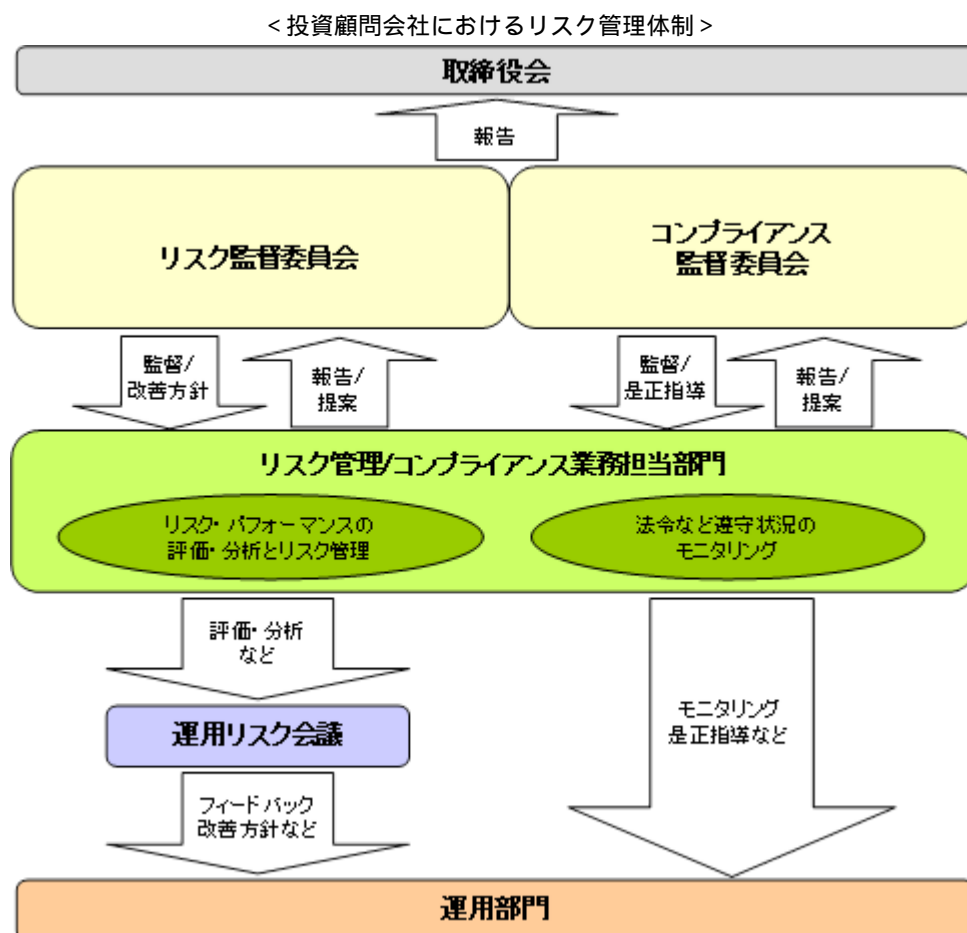 <投資顧問会社におけるリスク管理体制>
取締役会
報告
リスク監督委員会
コンプライアンス
監督委員会
監督/
改善方針
報告/
提案
監督/
是正指導
報告/
提案
リスク管理/コンプライアンス業務担当部門
リスク・パフォーマンスの
評価・分析とリスク管理
法令など遵守状況の
モニタリング
評価・分析
など
運用リスク会議
モニタリング
是正指導など
フィードバック
改善方針など
運用部門